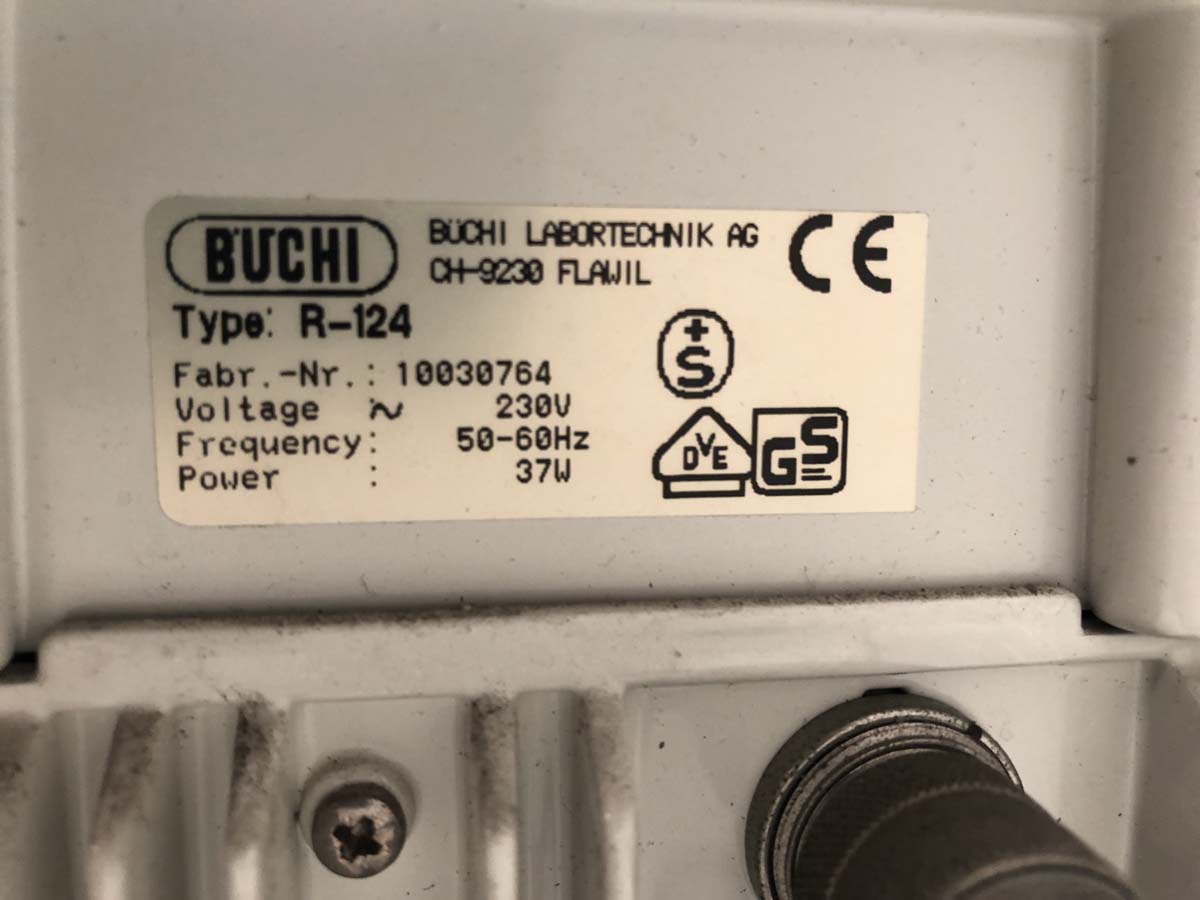 BÜCHI
BÜCHI LABORTECHNIK AG
CH-9230 FLAWIL
CE
Type: R-124
Fabr.-Nr.: 10030764
Voltage ~ 230V
Frequency: 50-60Hz
Power : 37W
+S
DVE
GS